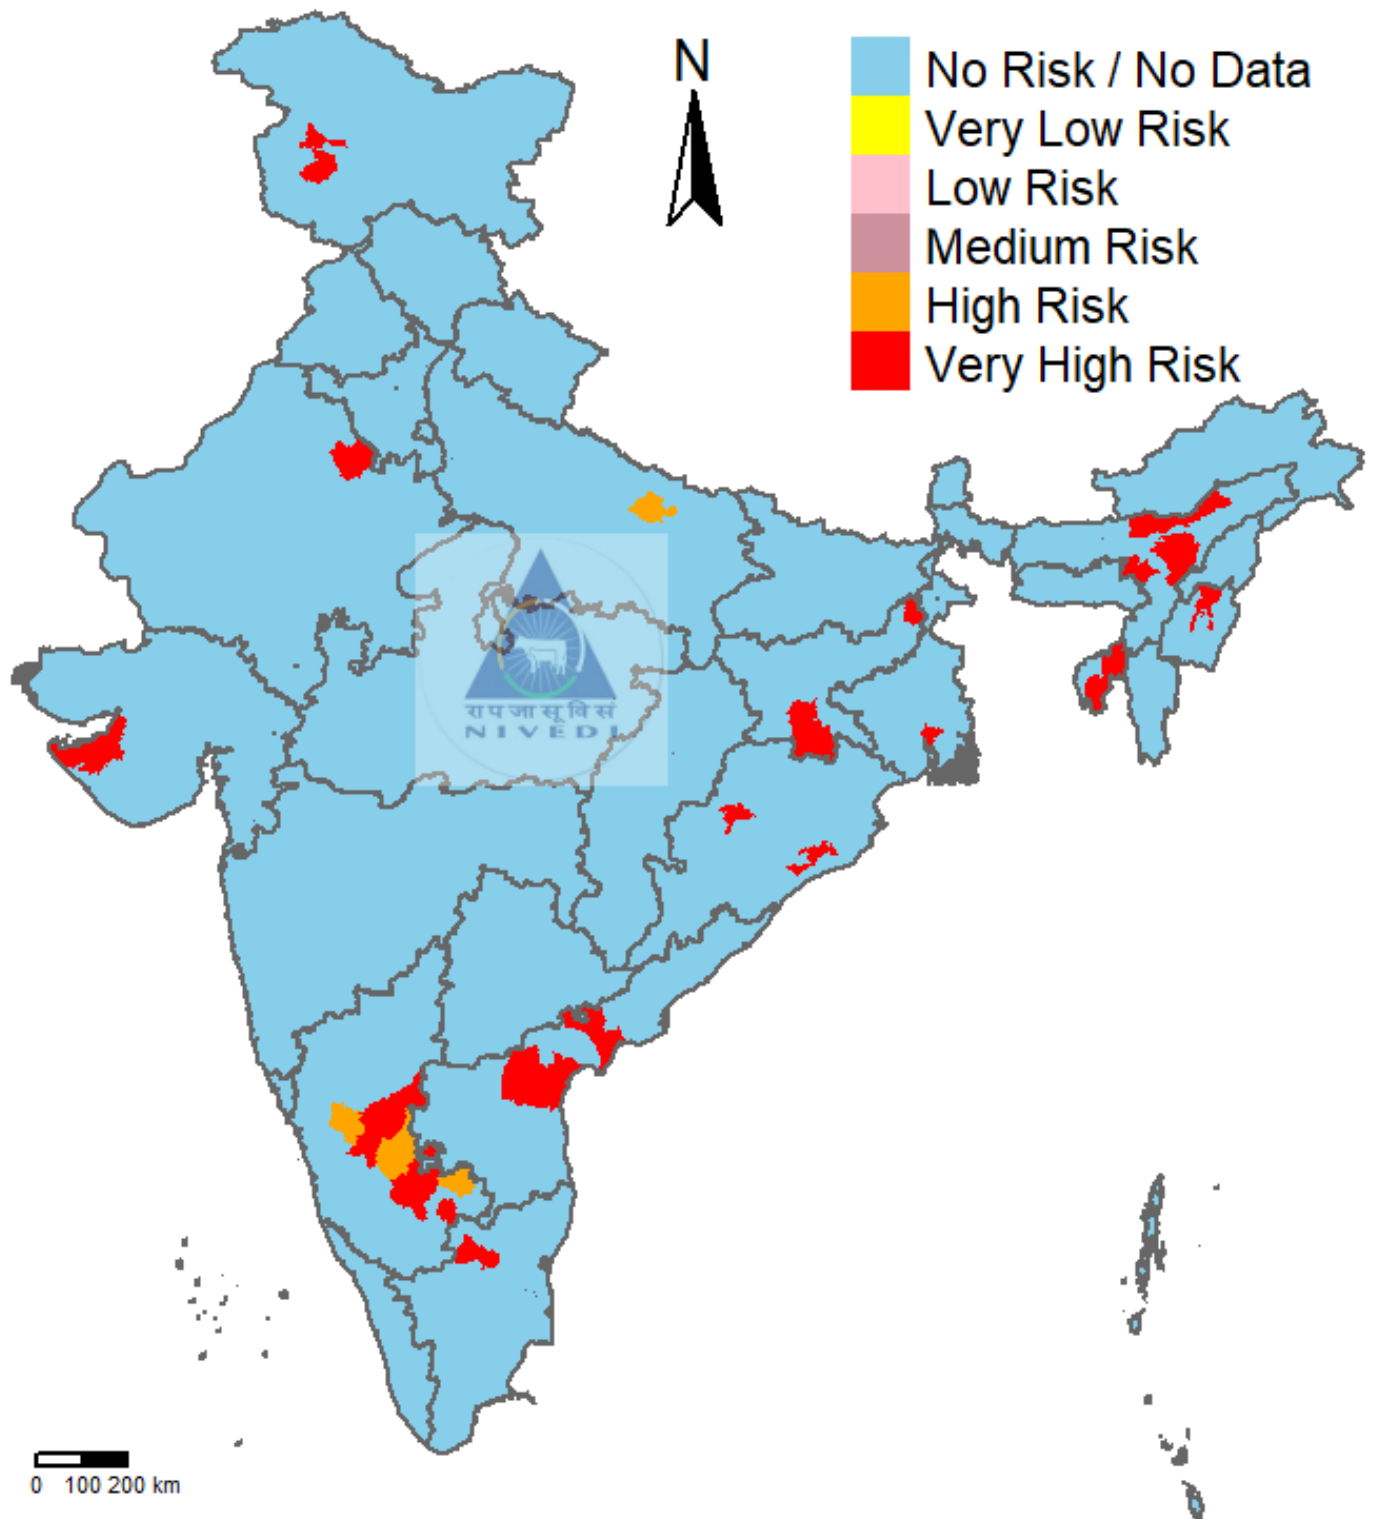 N
No Risk / No Data
Very Low Risk
Low Risk
Medium Risk
High Risk
Very High Risk
रा प जा सू वि सं
NIVEDI
0 100 200 km